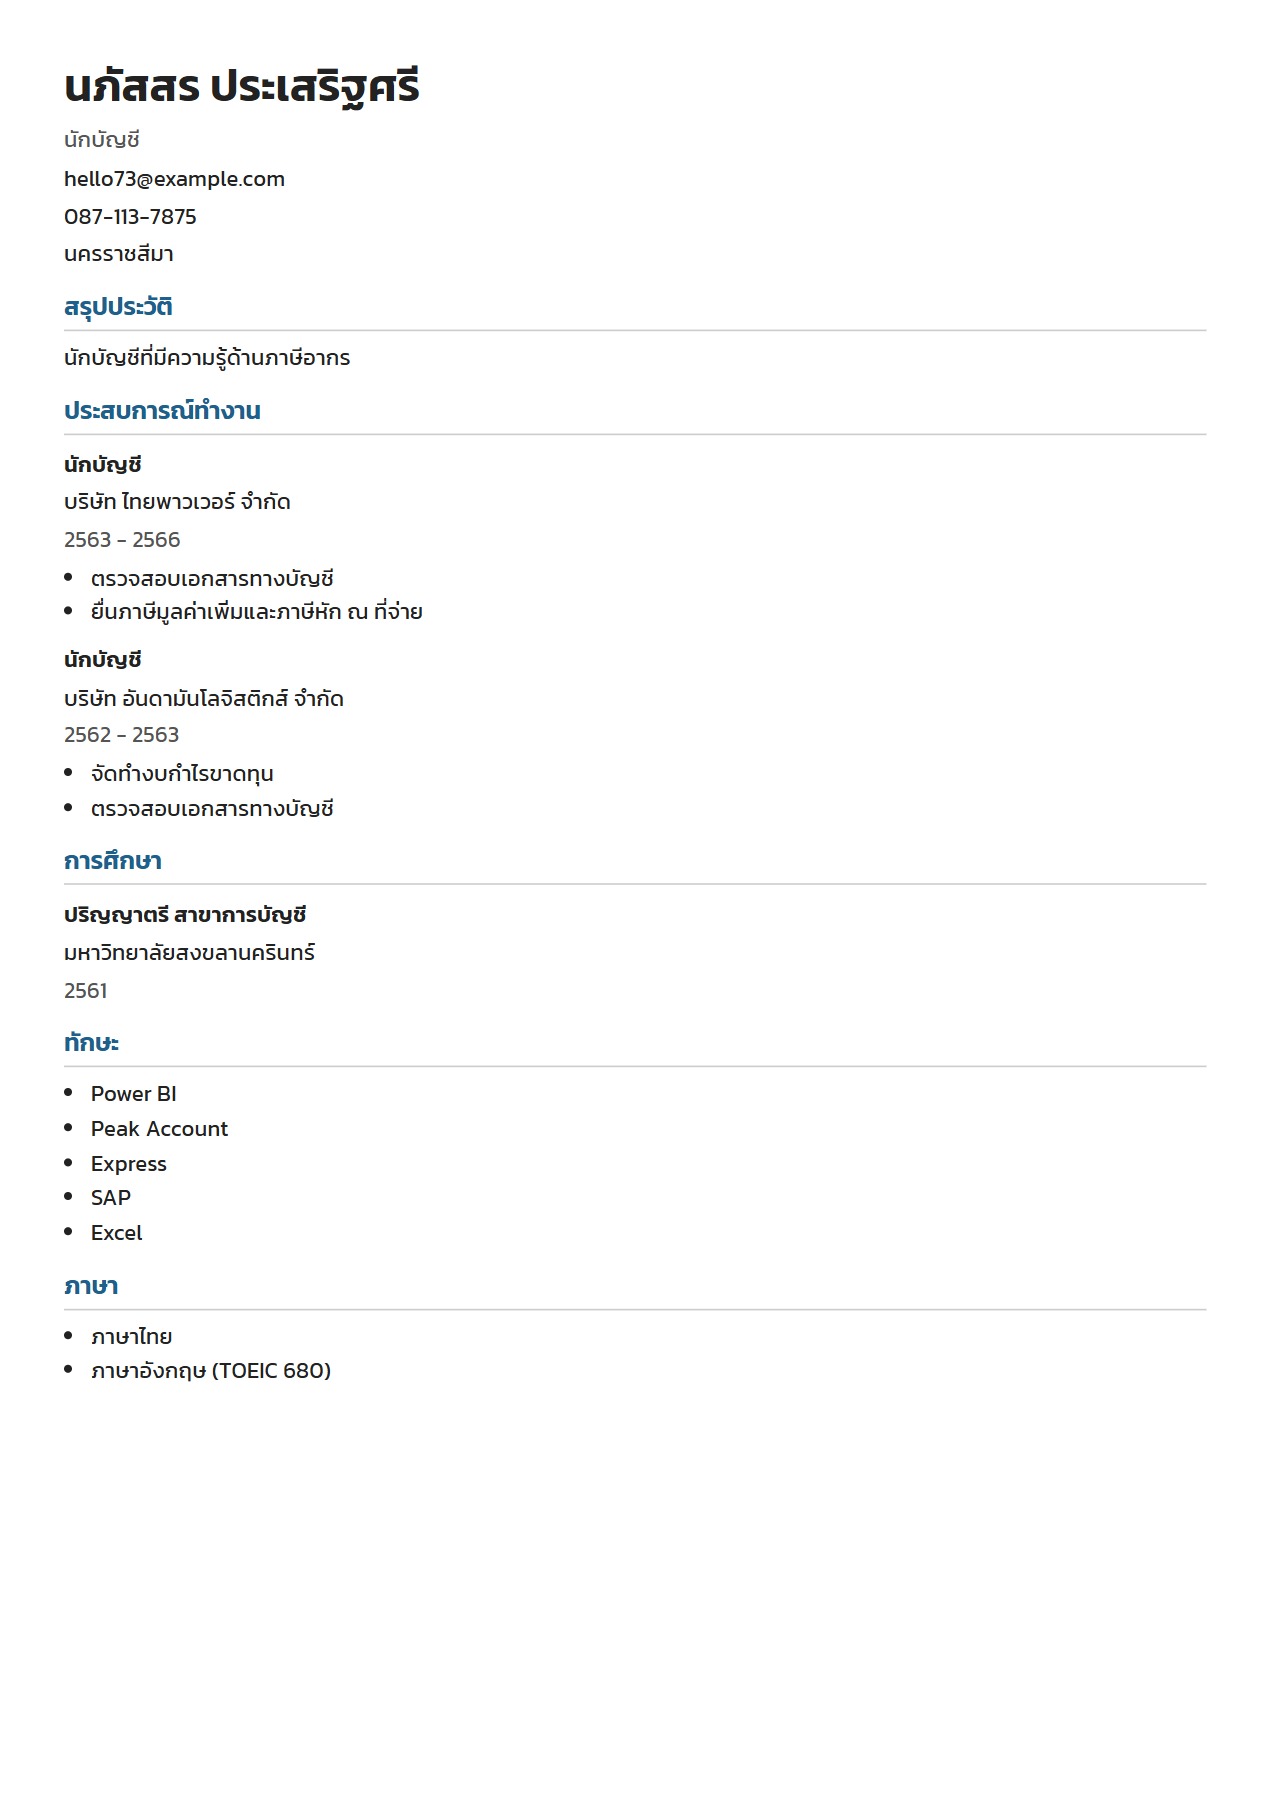 นภัสสร ประเสริฐศรี
นักบัญชี
hello73@example.com
087-113-7875
นครราชสีมา
สรุปประวัติ
นักบัญชีที่มีความรู้ด้านภาษีอากร
ประสบการณ์ทำงาน
นักบัญชี
บริษัท ไทยพาวเวอร์ จำกัด
2563 – 2566
• ตรวจสอบเอกสารทางบัญชี
• ยื่นภาษีมูลค่าเพิ่มและภาษีหัก ณ ที่จ่าย
นักบัญชี
บริษัท อันดามันโลจิสติกส์ จำกัด
2562 – 2563
• จัดทำงบกำไรขาดทุน
• ตรวจสอบเอกสารทางบัญชี
การศึกษา
ปริญญาตรี สาขาการบัญชี
มหาวิทยาลัยสงขลานครินทร์
2561
ทักษะ
• Power BI
• Peak Account
• Express
• SAP
• Excel
ภาษา
• ภาษาไทย
• ภาษาอังกฤษ (TOEIC 680)